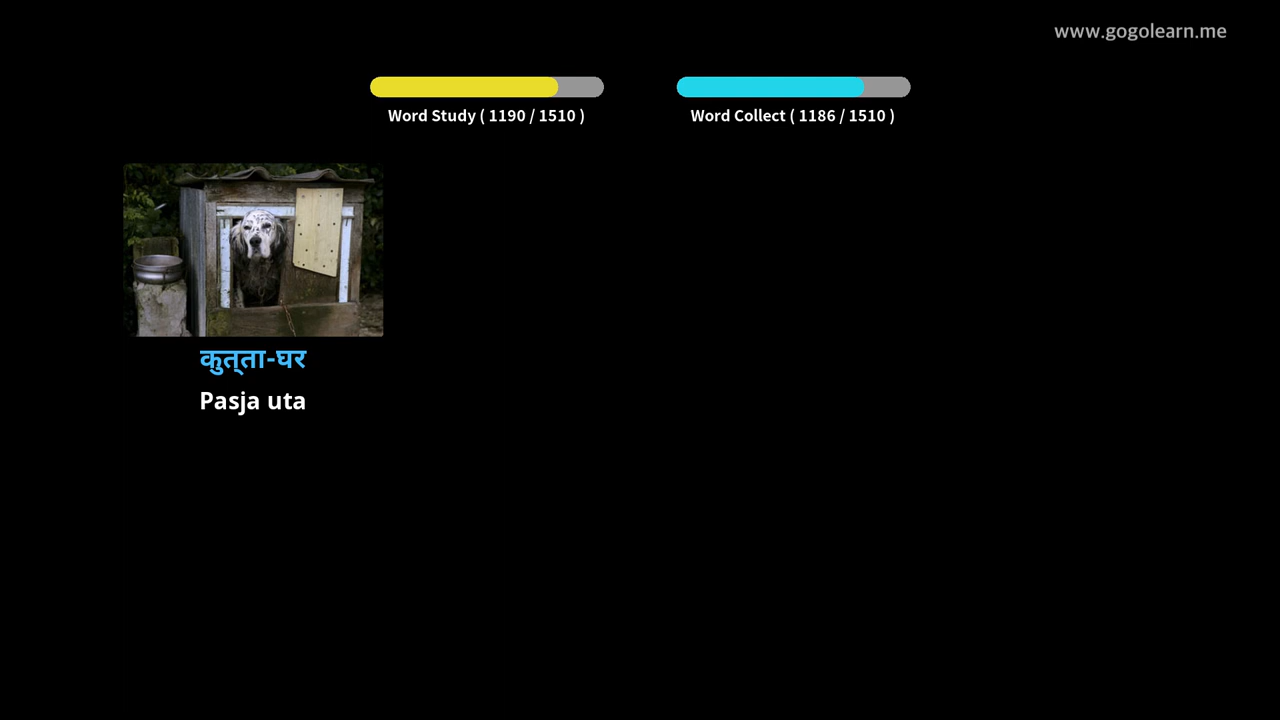 www.gogolearn.me
Word Study ( 1190 / 1510 )
Word Collect ( 1186 / 1510 )
कुत्ता-घर
Pasja uta